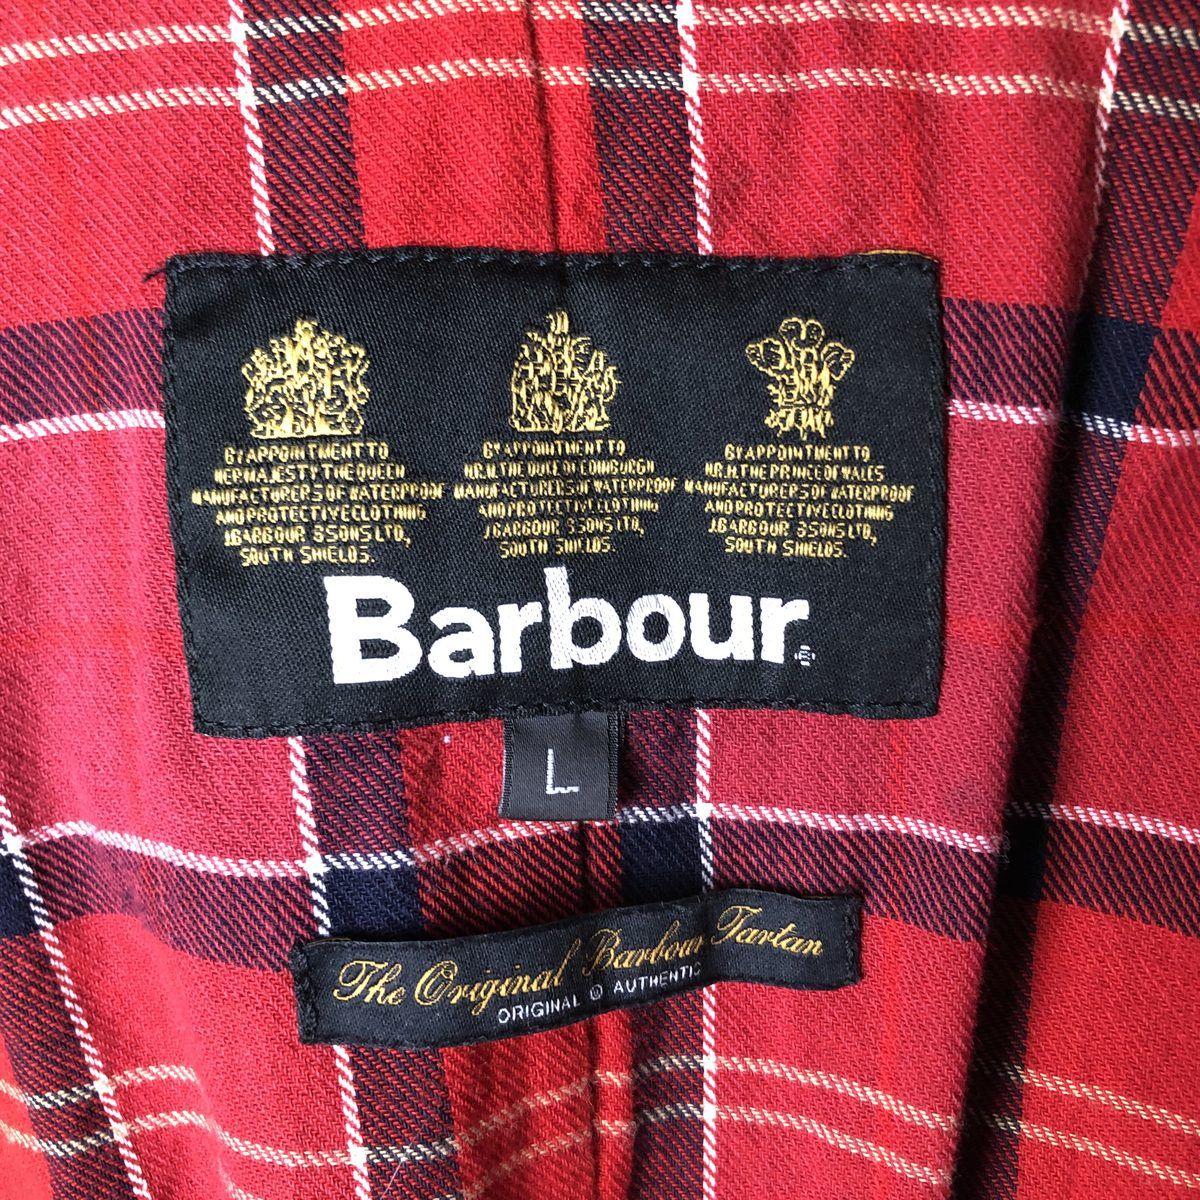 BY APPOINTMENT TO
HER MAJESTY THE QUEEN
MANUFACTURERS OF WATERPROOF
AND PROTECTIVE CLOTHING
J.BARBOUR & SONS LTD,
SOUTH SHIELDS.
BY APPOINTMENT TO
H.R.H. THE DUKE OF EDINBURGH
MANUFACTURERS OF WATERPROOF
AND PROTECTIVE CLOTHING
J.BARBOUR & SONS LTD,
SOUTH SHIELDS.
BY APPOINTMENT TO
H.R.H. THE PRINCE OF WALES
MANUFACTURERS OF WATERPROOF
AND PROTECTIVE CLOTHING
J.BARBOUR & SONS LTD,
SOUTH SHIELDS.
Barbour
L
The Original Barbour Tartan
ORIGINAL AUTHENTIC